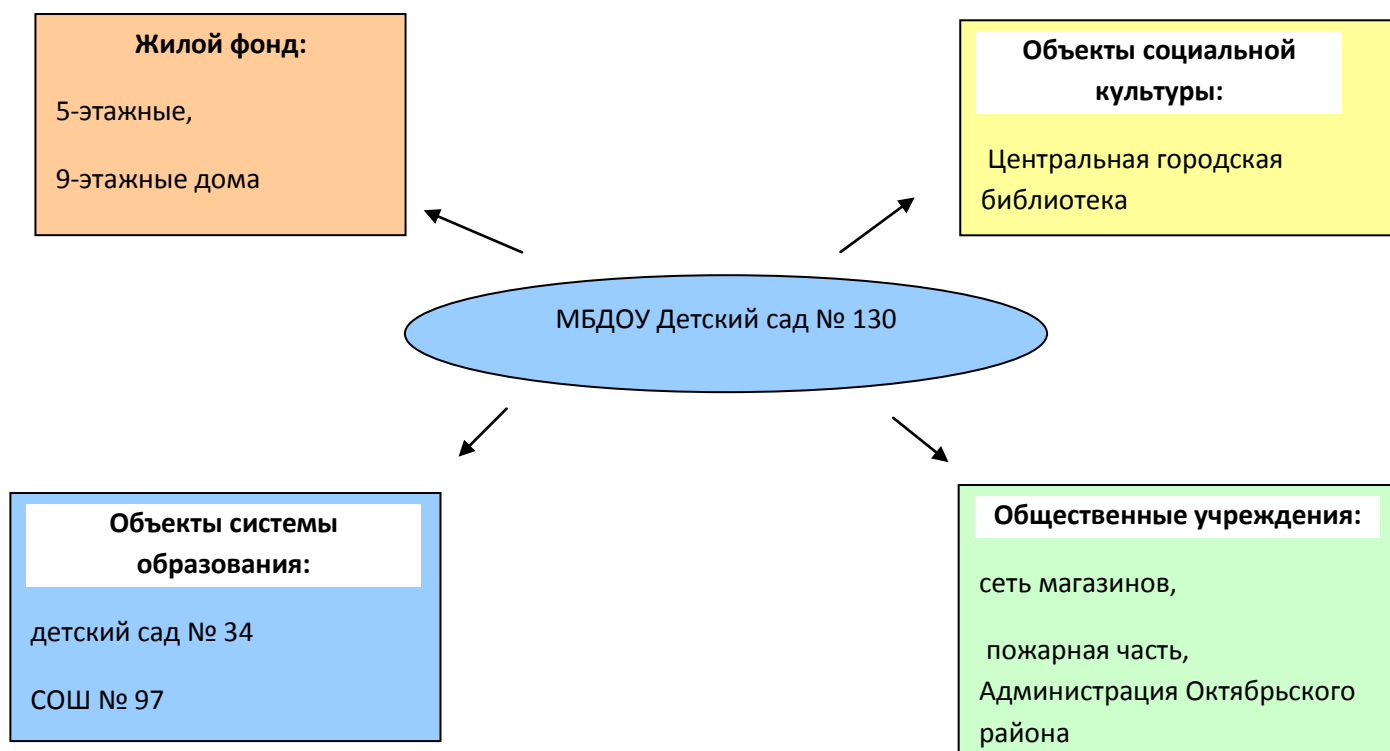 Жилой фонд:
5-этажные,
9-этажные дома
Объекты социальной
культуры:
Центральная городская
библиотека
МБДОУ Детский сад № 130
Объекты системы
образования:
детский сад № 34
СОШ № 97
Общественные учреждения:
сеть магазинов,
пожарная часть,
Администрация Октябрьского
района